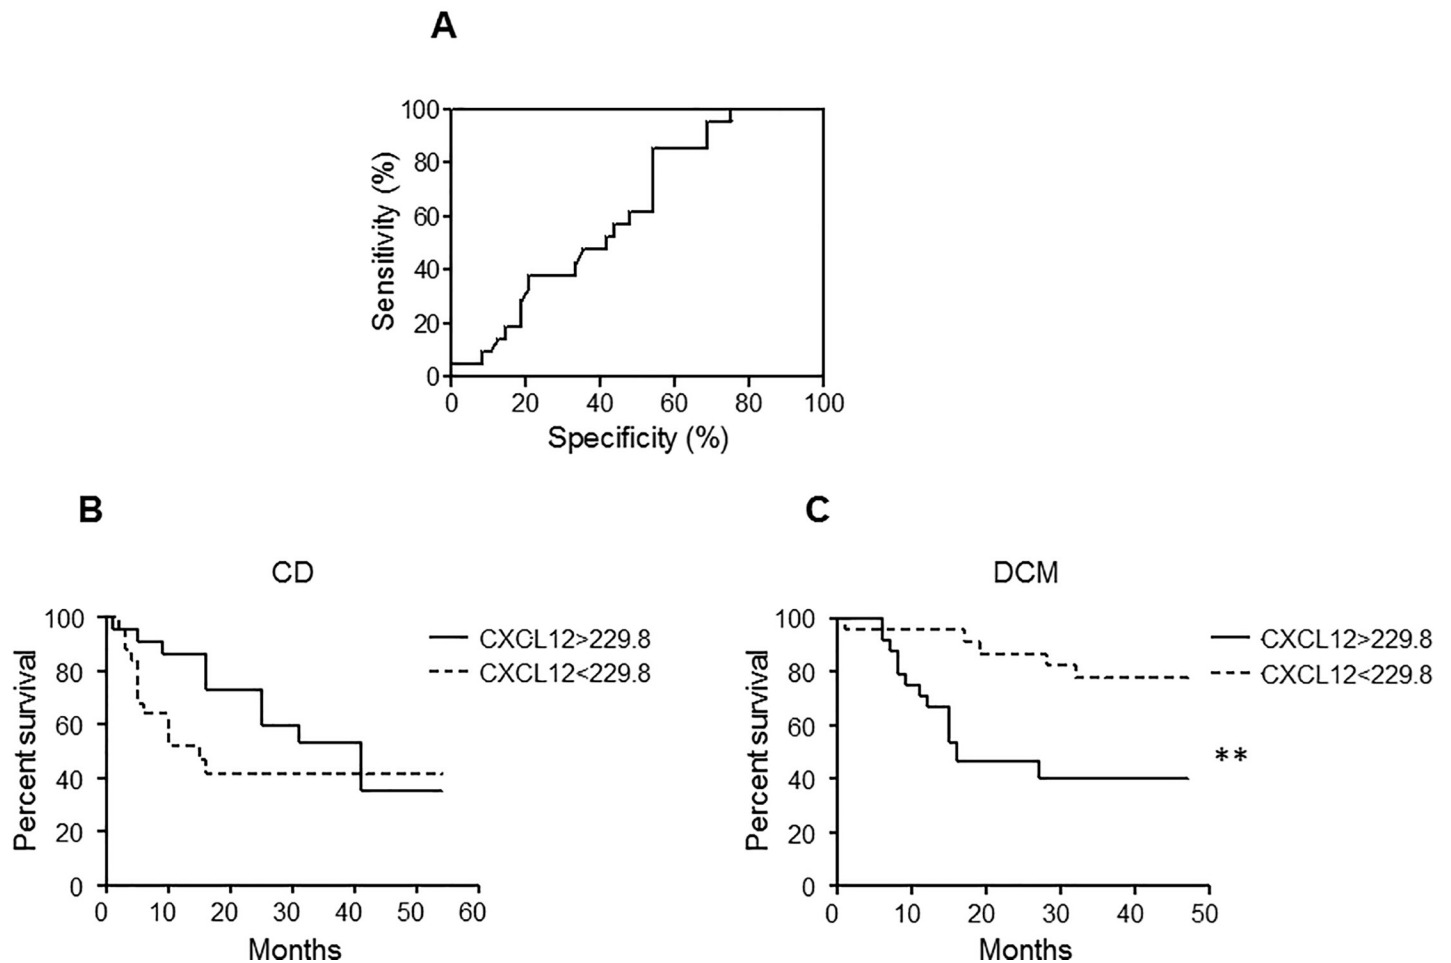 A
100
80
60
40
20
0
Sensitivity (%)
0 20 40 60 80 100
Specificity (%)
B
CD
100
80
60
40
20
0
Percent survival
0 10 20 30 40 50 60
Months
CXCL12>229.8
CXCL12<229.8
C
DCM
100
80
60
40
20
0
Percent survival
0 10 20 30 40 50
Months
CXCL12>229.8
CXCL12<229.8
**